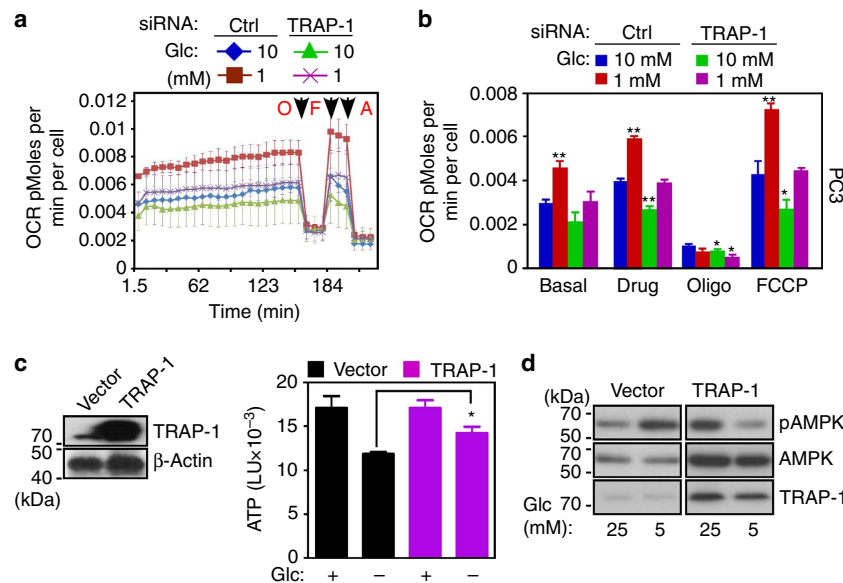 a
siRNA: Ctrl TRAP-1
Glc: 10 10
(mM) 1 1
OCR pMoles per
min per cell
0.012
0.01
0.008
0.006
0.004
0.002
0
O F A
1.5 62 123 184
Time (min)
b
siRNA: Ctrl TRAP-1
Glc: 10 mM 10 mM
1 mM 1 mM
OCR pMoles per
min per cell
0.008
0.006
0.004
0.002
0
** ** ** * * ** *
Basal Drug Oligo FCCP
PC3
c
Vector TRAP-1
70 TRAP-1
50
40 β-Actin
(kDa)
Vector TRAP-1
ATP (LU×10⁻³)
20
15
10
5
0
*
Glc: + – + –
d
(kDa) Vector TRAP-1
70
50 pAMPK
70
50 AMPK
70 TRAP-1
Glc
(mM): 25 5 25 5